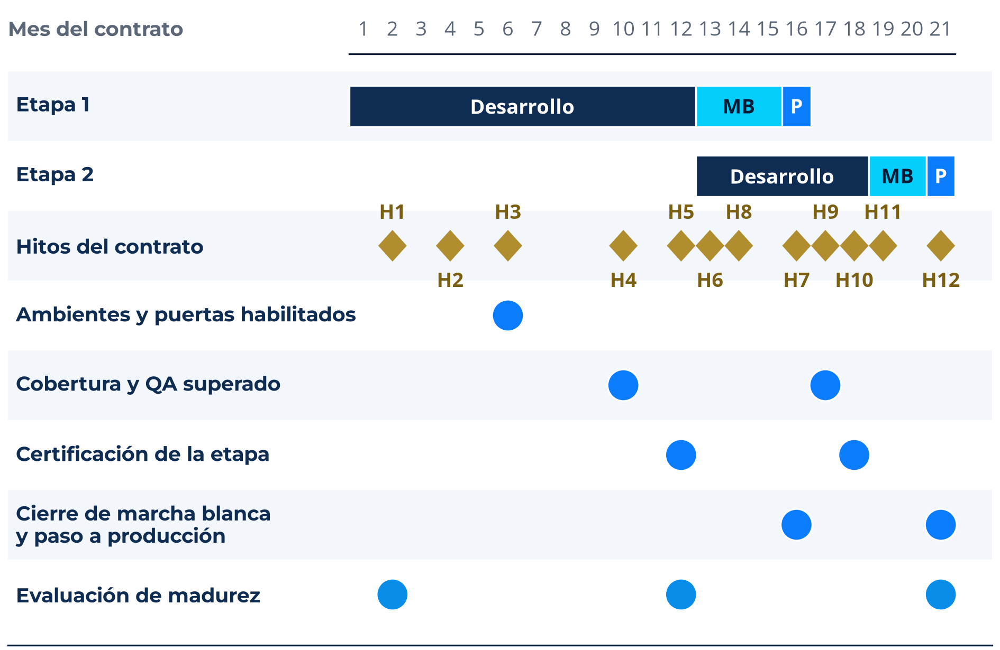 Mes del contrato 1 2 3 4 5 6 7 8 9 10 11 12 13 14 15 16 17 18 19 20 21
Etapa 1 Desarrollo MB P
Etapa 2 Desarrollo MB P
H1 H3 H5 H8 H9 H11
Hitos del contrato
H2 H4 H6 H7 H10 H12
Ambientes y puertas habilitados
Cobertura y QA superado
Certificación de la etapa
Cierre de marcha blanca
y paso a producción
Evaluación de madurez